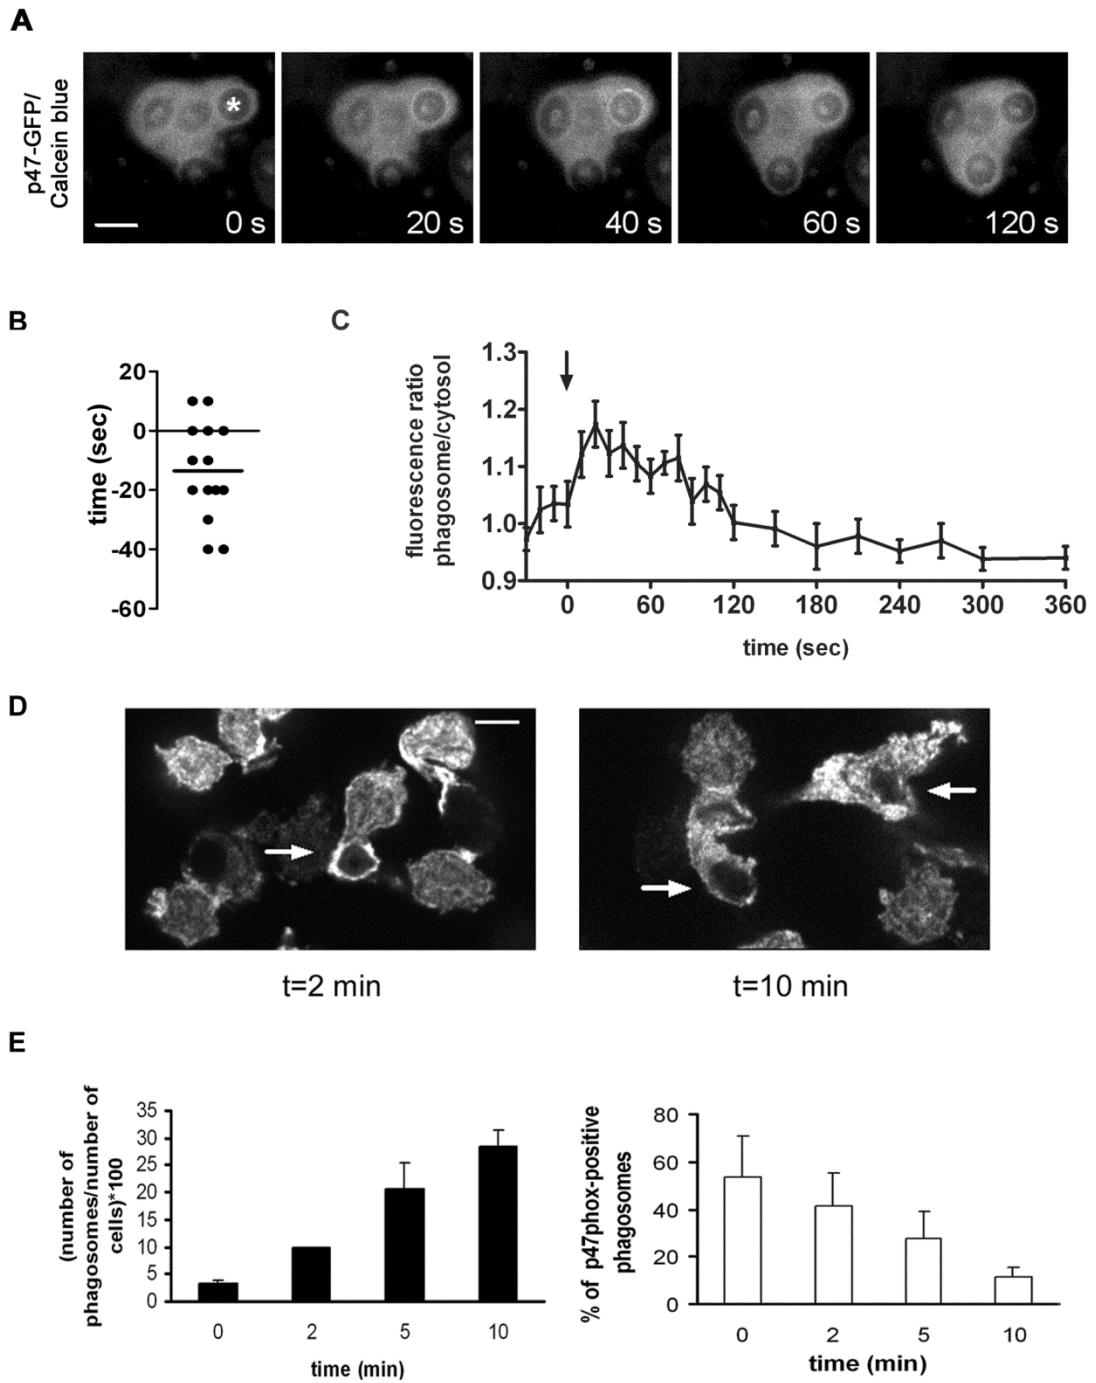 A
p47-GFP/
Calcein blue
*
0 s
20 s
40 s
60 s
120 s
B
time (sec)
20
0
-20
-40
-60
C
fluorescence ratio
phagosome/cytosol
1.3
1.2
1.1
1.0
0.9
0 60 120 180 240 300 360
time (sec)
D
t=2 min
t=10 min
E
(number of
phagosomes/number of
cells)*100
35
30
25
20
15
10
5
0
0 2 5 10
time (min)
% of p47phox-positive
phagosomes
80
60
40
20
0
0 2 5 10
time (min)